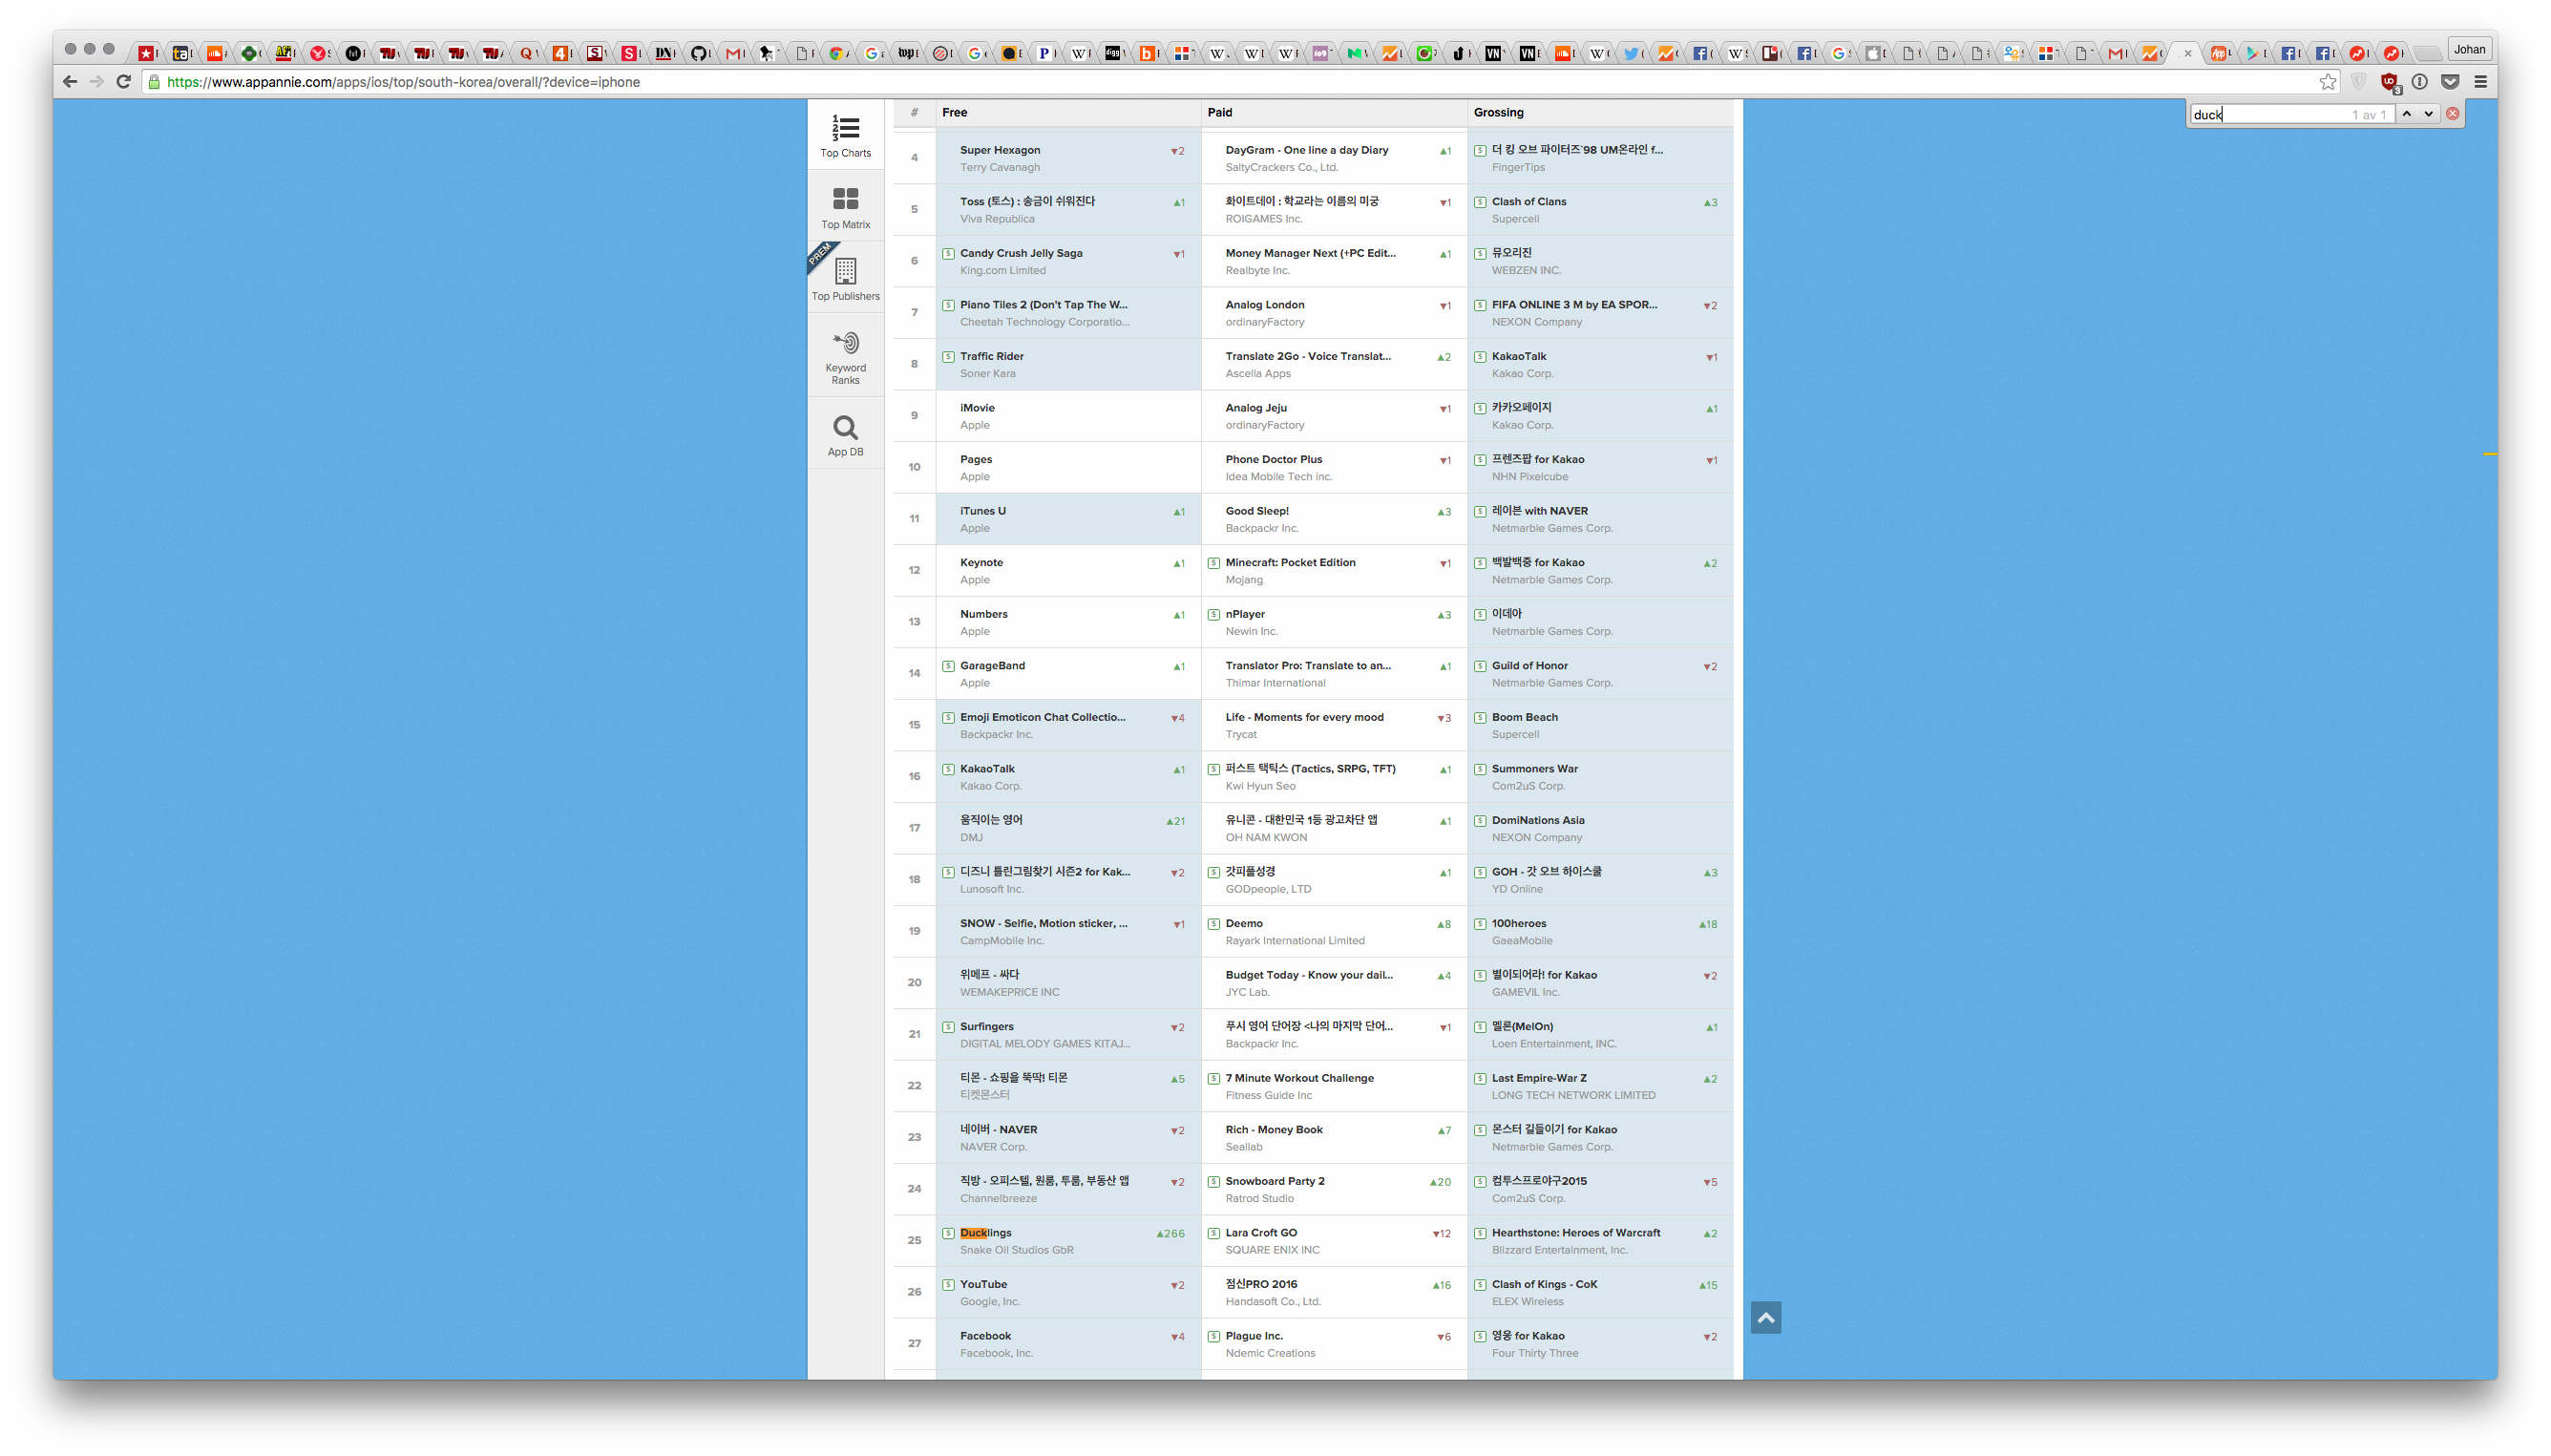 Johan
https://www.appannie.com/apps/ios/top/south-korea/overall/?device=iphone
duck 1 av 1
Top Charts
Top Matrix
PREM
Top Publishers
Keyword
Ranks
App DB
# Free Paid Grossing
4 Super Hexagon ▼2 DayGram - One line a day Diary ▲1 더 킹 오브 파이터즈`98 UM온라인 f...
Terry Cavanagh SaltyCrackers Co., Ltd. FingerTips
5 Toss (토스) : 송금이 쉬워진다 ▲1 화이트데이 : 학교라는 이름의 미궁 ▼1 Clash of Clans ▲3
Viva Republica ROIGAMES Inc. Supercell
6 Candy Crush Jelly Saga ▼1 Money Manager Next (+PC Edit... ▲1 뮤오리진
King.com Limited Realbyte Inc. WEBZEN INC.
7 Piano Tiles 2 (Don't Tap The W... Analog London ▼1 FIFA ONLINE 3 M by EA SPOR... ▼2
Cheetah Technology Corporatio... ordinaryFactory NEXON Company
8 Traffic Rider Translate 2Go - Voice Translat... ▲2 KakaoTalk ▼1
Soner Kara Ascella Apps Kakao Corp.
9 iMovie Analog Jeju ▼1 카카오페이지 ▲1
Apple ordinaryFactory Kakao Corp.
10 Pages Phone Doctor Plus ▼1 프렌즈팝 for Kakao ▼1
Apple Idea Mobile Tech inc. NHN Pixelcube
11 iTunes U ▲1 Good Sleep! ▲3 레이븐 with NAVER
Apple Backpackr Inc. Netmarble Games Corp.
12 Keynote ▲1 Minecraft: Pocket Edition ▼1 백발백중 for Kakao ▲2
Apple Mojang Netmarble Games Corp.
13 Numbers ▲1 nPlayer ▲3 이데아
Apple Newin Inc. Netmarble Games Corp.
14 GarageBand ▲1 Translator Pro: Translate to an... ▲1 Guild of Honor ▼2
Apple Thimar International Netmarble Games Corp.
15 Emoji Emoticon Chat Collectio... ▼4 Life - Moments for every mood ▼3 Boom Beach
Backpackr Inc. Trycat Supercell
16 KakaoTalk ▲1 퍼스트 택틱스 (Tactics, SRPG, TFT) ▲1 Summoners War
Kakao Corp. Kwi Hyun Seo Com2uS Corp.
17 움직이는 영어 ▲21 유니콘 - 대한민국 1등 광고차단 앱 ▲1 DomiNations Asia
DMJ OH NAM KWON NEXON Company
18 디즈니 틀린그림찾기 시즌2 for Kak... ▼2 갓피플성경 ▲1 GOH - 갓 오브 하이스쿨 ▲3
Lunosoft Inc. GODpeople, LTD YD Online
19 SNOW - Selfie, Motion sticker, ... ▼1 Deemo ▲8 100heroes ▲18
CampMobile Inc. Rayark International Limited GaeaMobile
20 위메프 - 싸다 Budget Today - Know your dail... ▲4 별이되어라! for Kakao ▼2
WEMAKEPRICE INC JYC Lab. GAMEVIL Inc.
21 Surfingers ▼2 푸시 영어 단어장 <나의 마지막 단어... ▼1 멜론(MelOn) ▲1
DIGITAL MELODY GAMES KITAJ... Backpackr Inc. Loen Entertainment, INC.
22 티몬 - 쇼핑을 뚝딱! 티몬 ▲5 7 Minute Workout Challenge Last Empire-War Z ▲2
티켓몬스터 Fitness Guide Inc LONG TECH NETWORK LIMITED
23 네이버 - NAVER ▼2 Rich - Money Book ▲7 몬스터 길들이기 for Kakao
NAVER Corp. Seallab Netmarble Games Corp.
24 직방 - 오피스텔, 원룸, 투룸, 부동산 앱 ▼2 Snowboard Party 2 ▲20 컴투스프로야구2015 ▼5
Channelbreeze Ratrod Studio Com2uS Corp.
25 Ducklings ▲266 Lara Croft GO ▼12 Hearthstone: Heroes of Warcraft ▲2
Snake Oil Studios GbR SQUARE ENIX INC Blizzard Entertainment, Inc.
26 YouTube ▼2 점신PRO 2016 ▲16 Clash of Kings - CoK ▲15
Google, Inc. Handasoft Co., Ltd. ELEX Wireless
27 Facebook ▼4 Plague Inc. ▼6 영웅 for Kakao ▼2
Facebook, Inc. Ndemic Creations Four Thirty Three